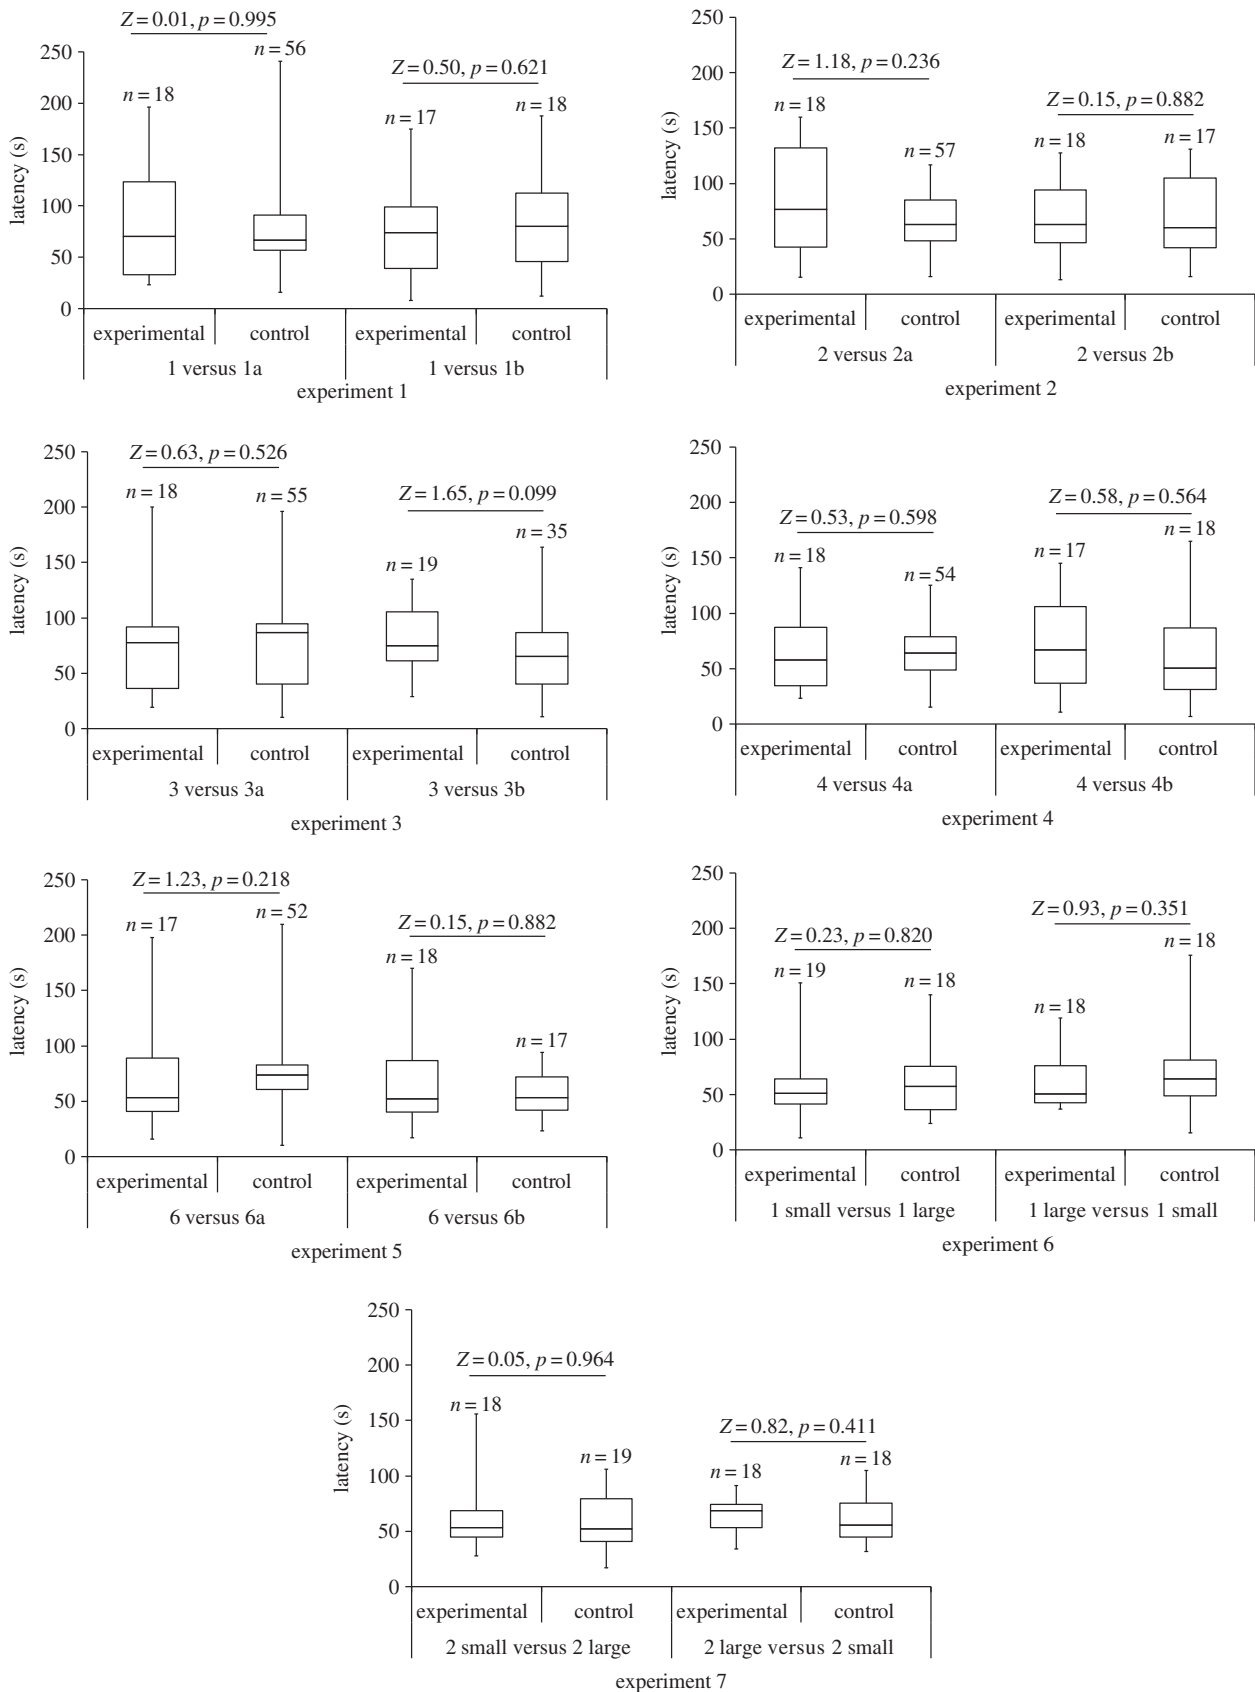 Z = 0.01, p = 0.995
n = 56
Z = 0.50, p = 0.621
n = 18
n = 17
n = 18
250
200
150
100
50
0
latency (s)
experimental control experimental control
1 versus 1a 1 versus 1b
experiment 1
250
200
150
100
50
0
latency (s)
Z = 1.18, p = 0.236
n = 18
Z = 0.15, p = 0.882
n = 57
n = 18
n = 17
experimental control experimental control
2 versus 2a 2 versus 2b
experiment 2
250
200
150
100
50
0
latency (s)
Z = 0.63, p = 0.526
n = 18
n = 55
Z = 1.65, p = 0.099
n = 19
n = 35
experimental control experimental control
3 versus 3a 3 versus 3b
experiment 3
250
200
150
100
50
0
latency (s)
Z = 0.53, p = 0.598
n = 18
n = 54
Z = 0.58, p = 0.564
n = 17
n = 18
experimental control experimental control
4 versus 4a 4 versus 4b
experiment 4
250
200
150
100
50
0
latency (s)
Z = 1.23, p = 0.218
n = 17
n = 52
Z = 0.15, p = 0.882
n = 18
n = 17
experimental control experimental control
6 versus 6a 6 versus 6b
experiment 5
250
200
150
100
50
0
latency (s)
Z = 0.23, p = 0.820
n = 19
n = 18
Z = 0.93, p = 0.351
n = 18
n = 18
experimental control experimental control
1 small versus 1 large 1 large versus 1 small
experiment 6
250
200
150
100
50
0
latency (s)
Z = 0.05, p = 0.964
n = 18
n = 19
Z = 0.82, p = 0.411
n = 18
n = 18
experimental control experimental control
2 small versus 2 large 2 large versus 2 small
experiment 7